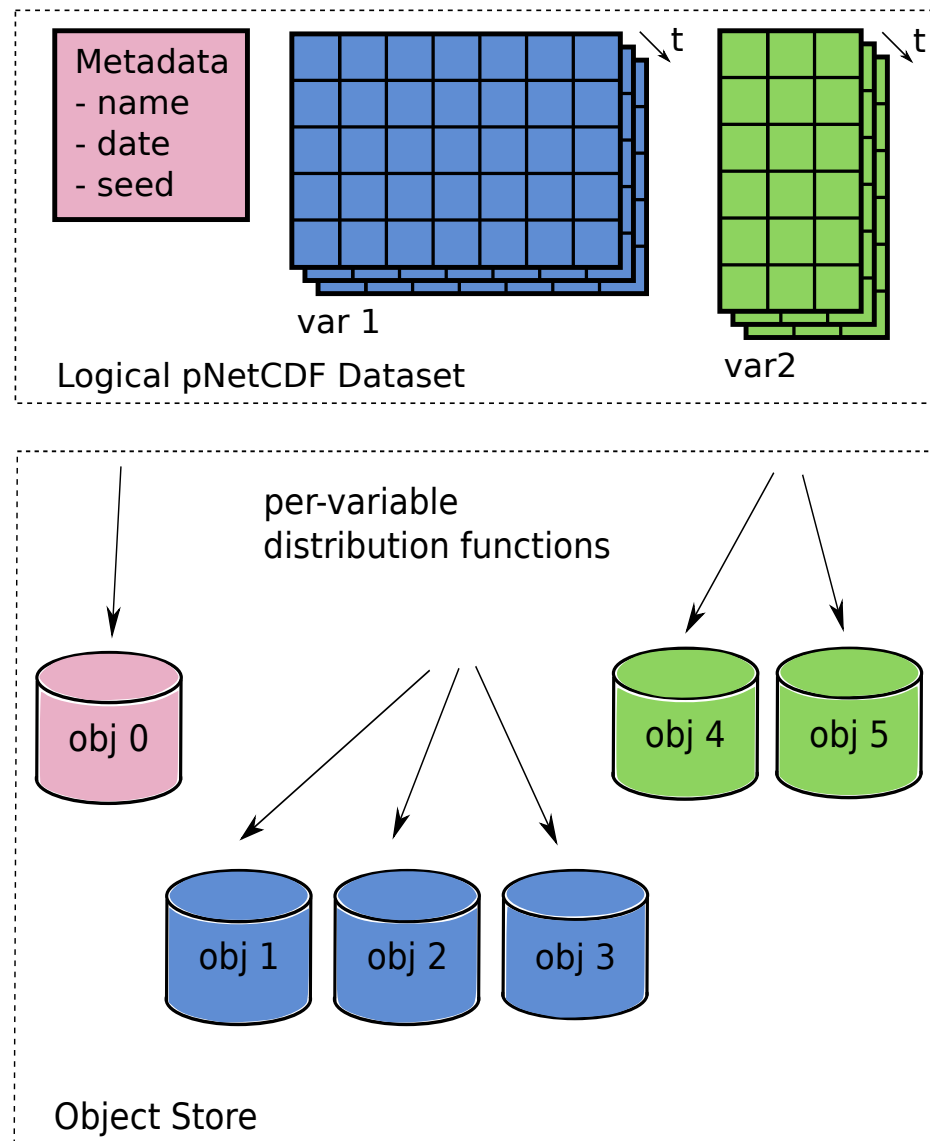 Metadata
- name
- date
- seed
t
t
var 1
var2
Logical pNetCDF Dataset
per-variable
distribution functions
obj 0
obj 4
obj 5
obj 1
obj 2
obj 3
Object Store